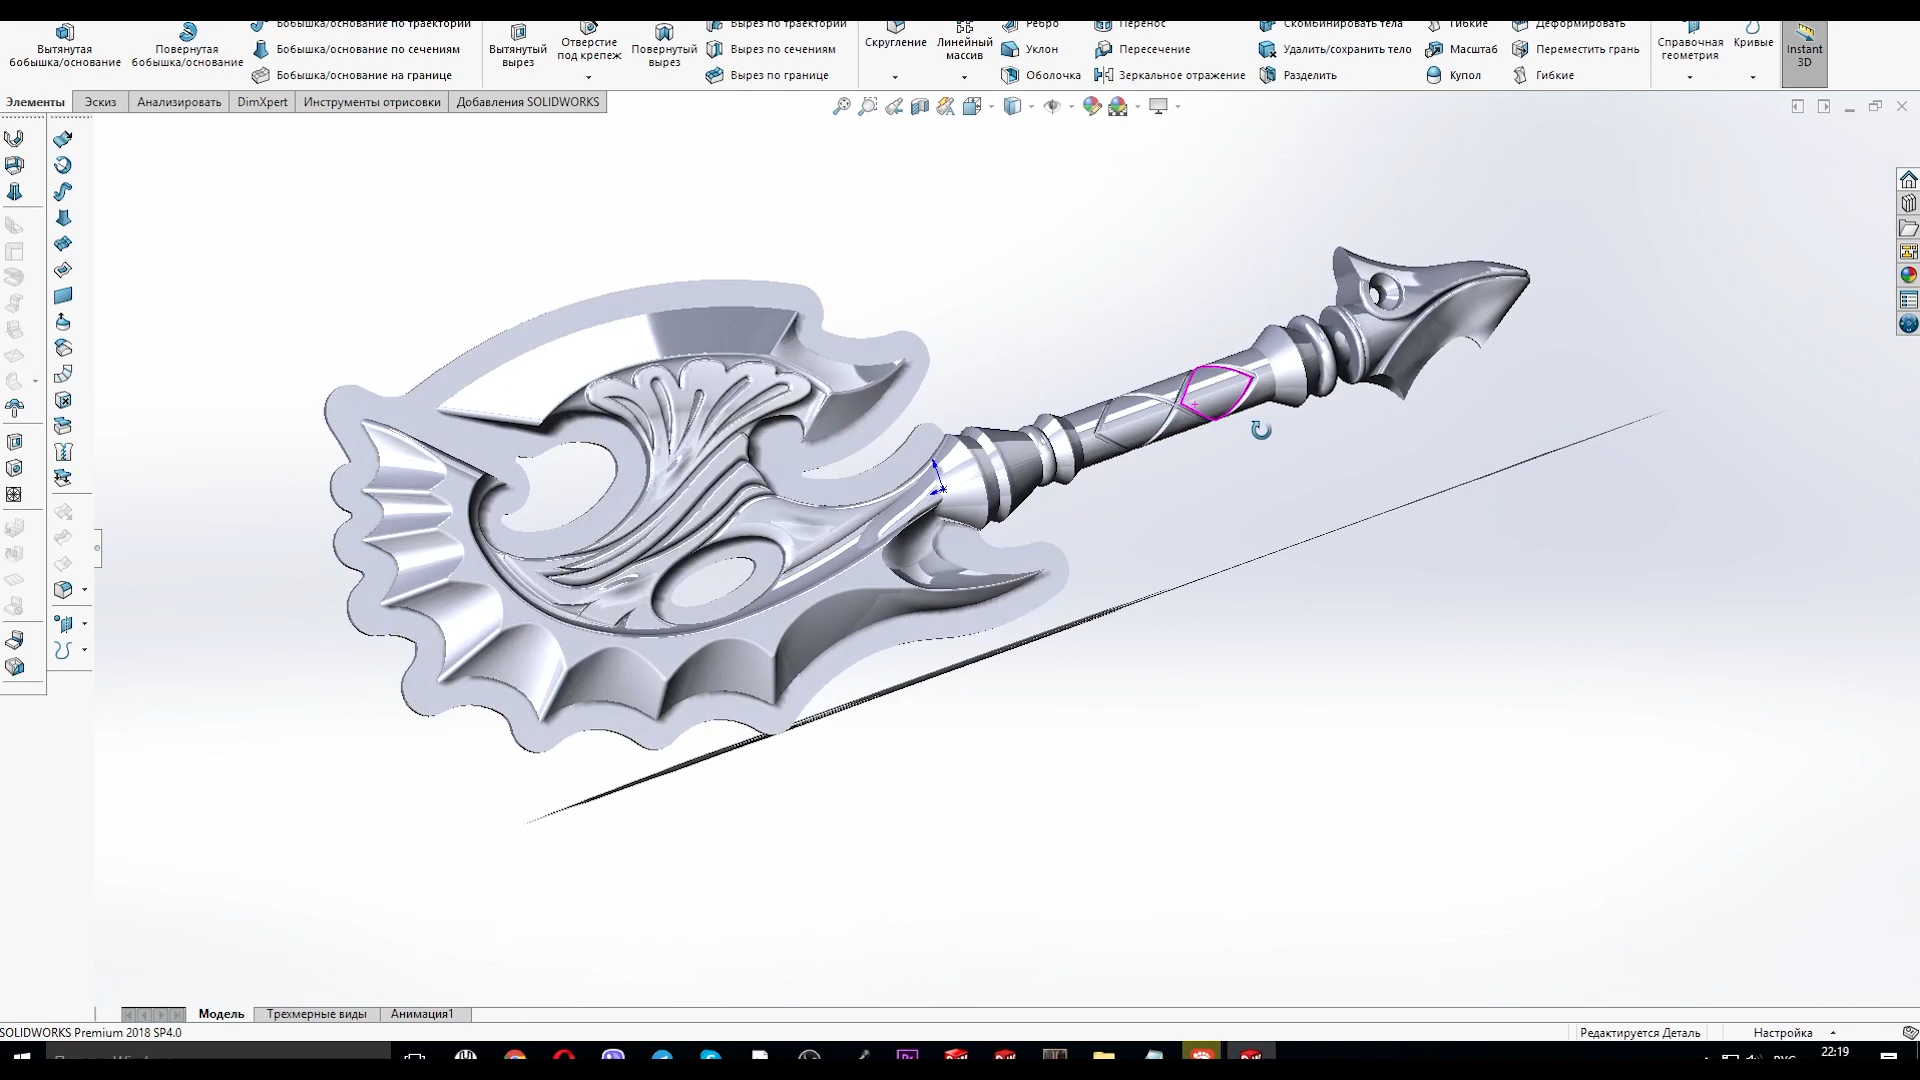 Бобышка/основание по траектории
Вырез по траектории
Ребро
Перенос
Скомбинировать тела
Гибкие
Деформировать
Вытянутая
бобышка/основание
Повернутая
бобышка/основание
Бобышка/основание по сечениям
Бобышка/основание на границе
Вытянутый
вырез
Отверстие
под крепеж
Повернутый
вырез
Вырез по сечениям
Вырез по границе
Скругление
Линейный
массив
Уклон
Оболочка
Пересечение
Зеркальное отражение
Удалить/сохранить тело
Разделить
Масштаб
Купол
Переместить грань
Гибкие
Справочная
геометрия
Кривые
Instant
3D
Элементы
Эскиз
Анализировать
DimXpert
Инструменты отрисовки
Добавления SOLIDWORKS
Модель
Трехмерные виды
Анимация1
SOLIDWORKS Premium 2018 SP4.0
Редактируется Деталь
Настройка
22:19